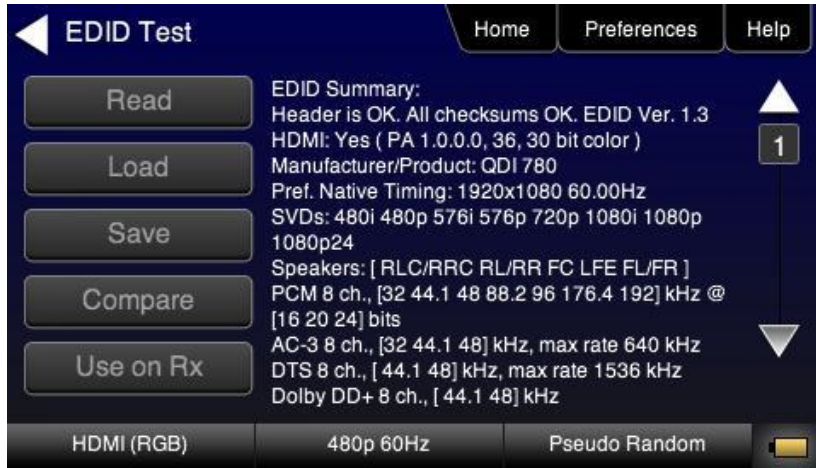 EDID Test
Home
Preferences
Help
Read
Load
Save
Compare
Use on Rx
EDID Summary:
Header is OK. All checksums OK. EDID Ver. 1.3
HDMI: Yes ( PA 1.0.0.0, 36, 30 bit color )
Manufacturer/Product: QDI 780
Pref. Native Timing: 1920x1080 60.00Hz
SVDs: 480i 480p 576i 576p 720p 1080i 1080p
1080p24
Speakers: [ RLC/RRC RL/RR FC LFE FL/FR ]
PCM 8 ch., [32 44.1 48 88.2 96 176.4 192] kHz @
[16 20 24] bits
AC-3 8 ch., [32 44.1 48] kHz, max rate 640 kHz
DTS 8 ch., [ 44.1 48] kHz, max rate 1536 kHz
Dolby DD+ 8 ch., [ 44.1 48] kHz
1
HDMI (RGB)
480p 60Hz
Pseudo Random